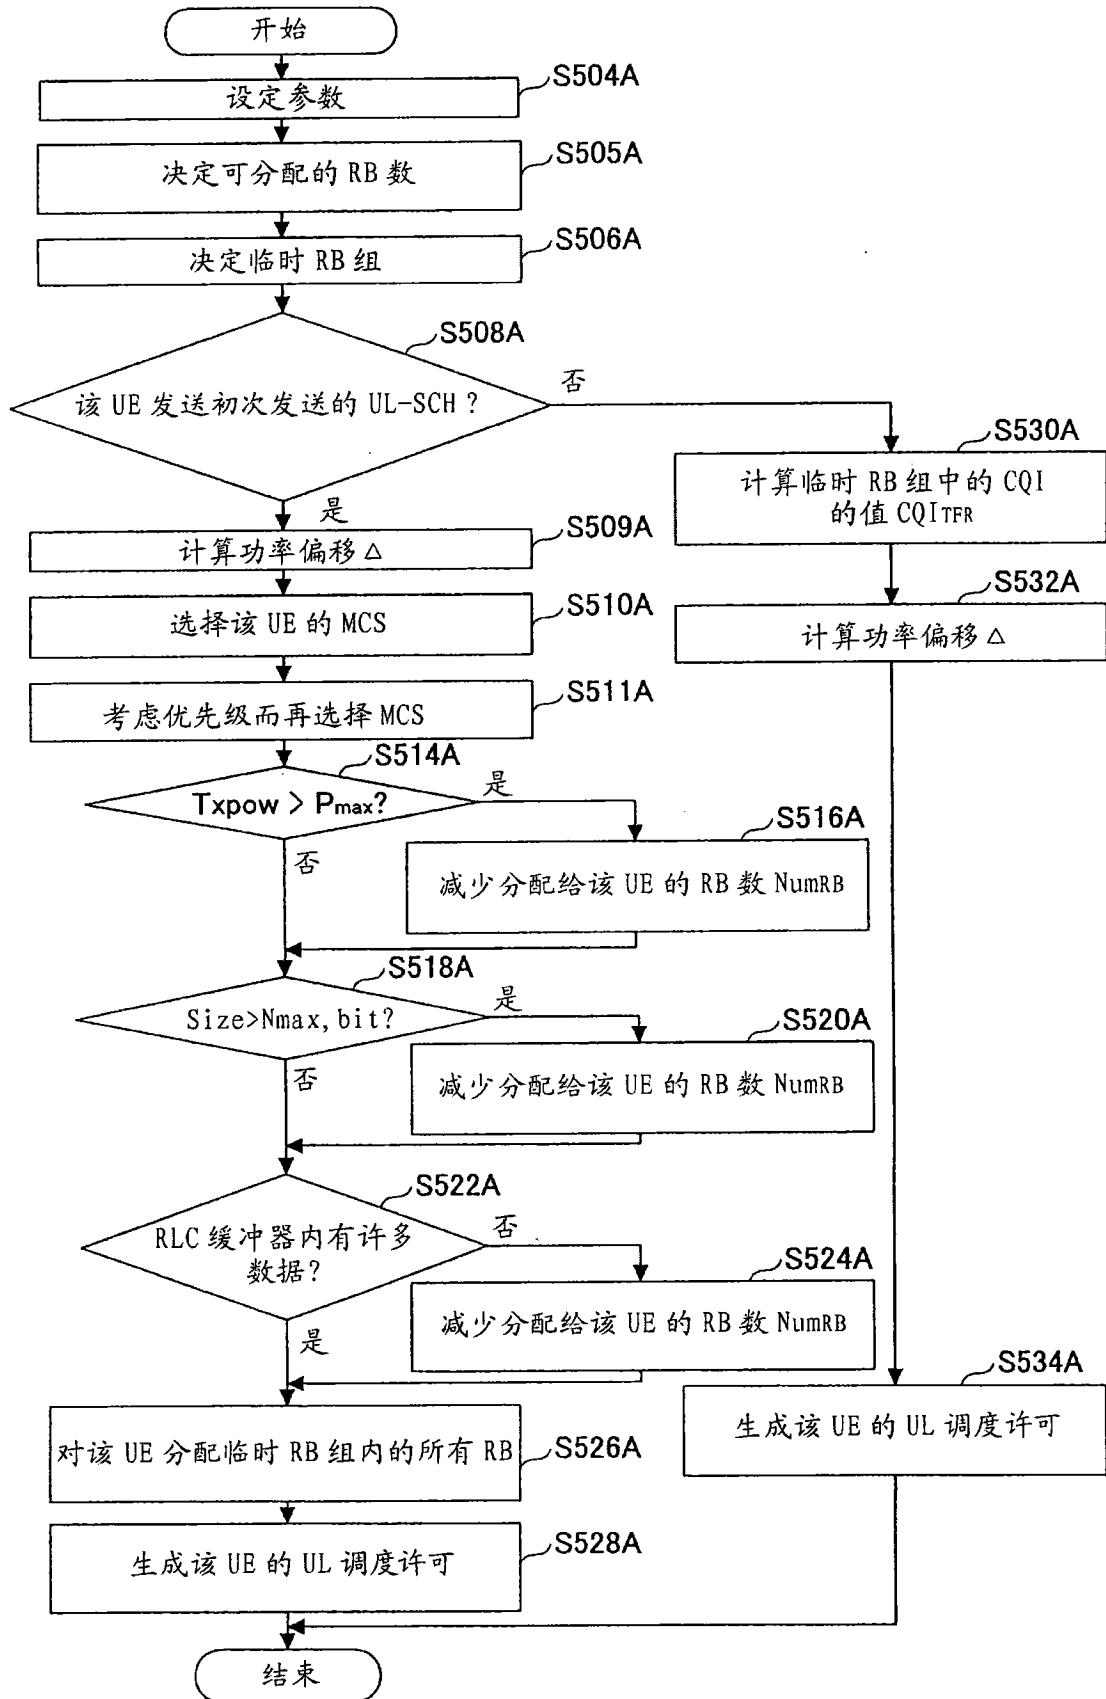 开始
S504A
设定参数
S505A
决定可分配的 RB 数
S506A
决定临时 RB 组
S508A
该 UE 发送初次发送的 UL-SCH ?
否
是
S530A
计算临时 RB 组中的 CQI
的值 CQITFR
S509A
计算功率偏移 △
S532A
计算功率偏移 △
S510A
选择该 UE 的 MCS
S511A
考虑优先级而再选择 MCS
S514A
Txpow > Pmax?
是
否
S516A
减少分配给该 UE 的 RB 数 NumRB
S518A
Size>Nmax,bit?
是
否
S520A
减少分配给该 UE 的 RB 数 NumRB
S522A
RLC 缓冲器内有许多
数据?
否
是
S524A
减少分配给该 UE 的 RB 数 NumRB
S534A
生成该 UE 的 UL 调度许可
S526A
对该 UE 分配临时 RB 组内的所有 RB
S528A
生成该 UE 的 UL 调度许可
结束